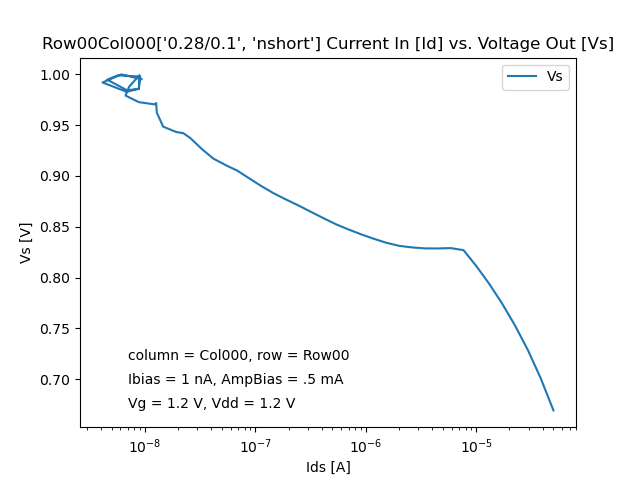 Row00Col000['0.28/0.1', 'nshort'] Current In [Id] vs. Voltage Out [Vs]
Vs
1.00
0.95
0.90
0.85
0.80
0.75
0.70
Vs [V]
column = Col000, row = Row00
Ibias = 1 nA, AmpBias = .5 mA
Vg = 1.2 V, Vdd = 1.2 V
10⁻⁸ 10⁻⁷ 10⁻⁶ 10⁻⁵
Ids [A]